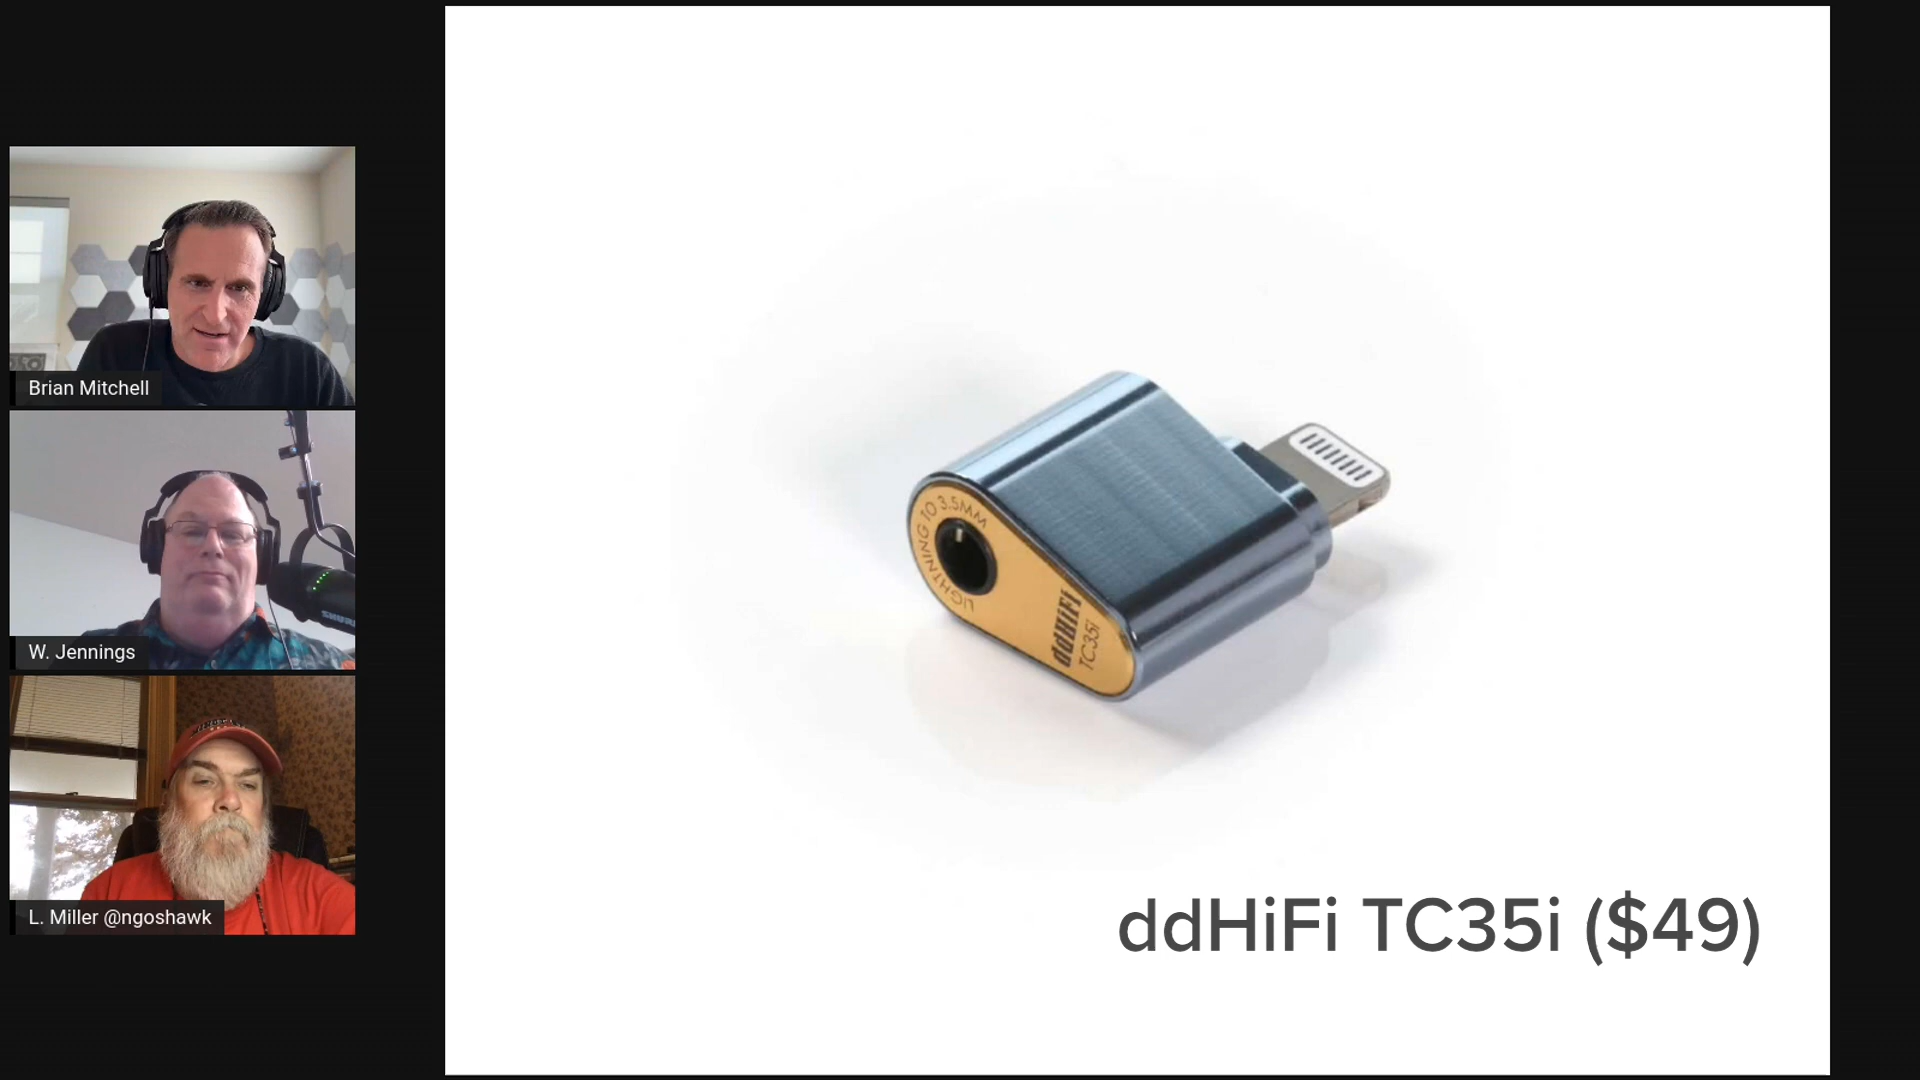 Brian Mitchell
W. Jennings
L. Miller @ngoshawk
LIGHTNING TO 3.5MM
ddHiFi
TC35i
ddHiFi TC35i ($49)